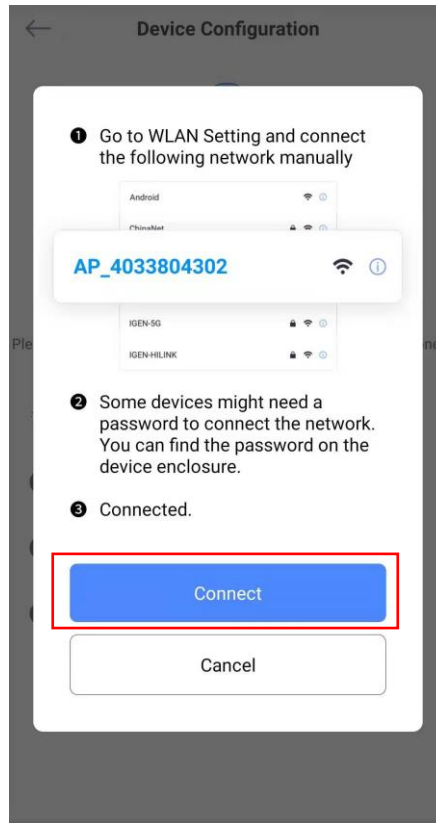 Device Configuration
❶ Go to WLAN Setting and connect
the following network manually
Android
ChinaNet
AP_4033804302
IGEN-5G
IGEN-HILINK
Ple
❷ Some devices might need a
password to connect the network.
You can find the password on the
device enclosure.
❸ Connected.
Connect
Cancel